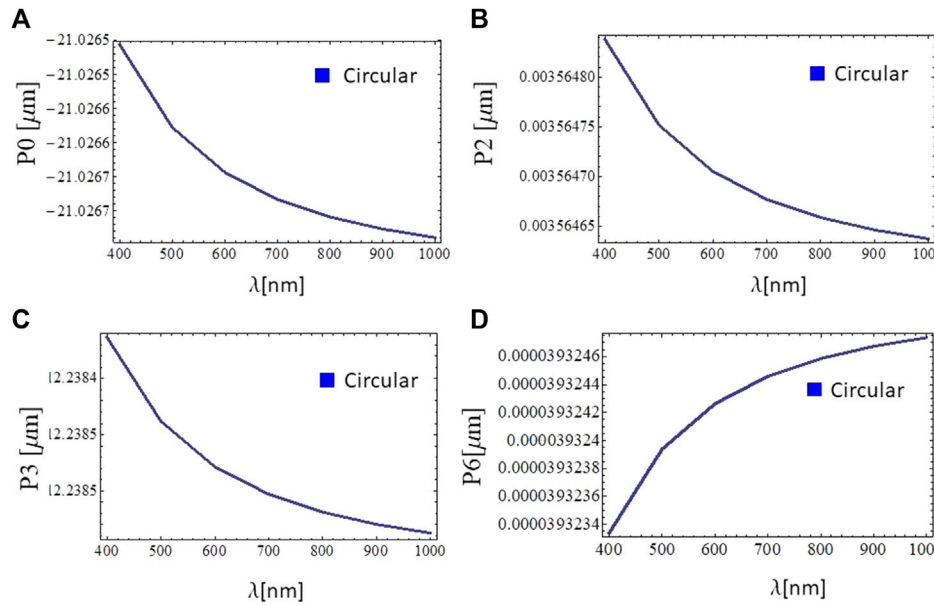 A
P0 [μm]
-21.0265
-21.0265
-21.0266
-21.0266
-21.0267
-21.0267
Circular
400 500 600 700 800 900 1000
λ[nm]
B
P2 [μm]
0.00356480
0.00356475
0.00356470
0.00356465
Circular
400 500 600 700 800 900 100
λ[nm]
C
P3 [μm]
12.2384
12.2385
12.2385
Circular
400 500 600 700 800 900 1000
λ[nm]
D
P6[μm]
0.0000393246
0.0000393244
0.0000393242
0.000039324
0.0000393238
0.0000393236
0.0000393234
Circular
400 500 600 700 800 900 100
λ[nm]